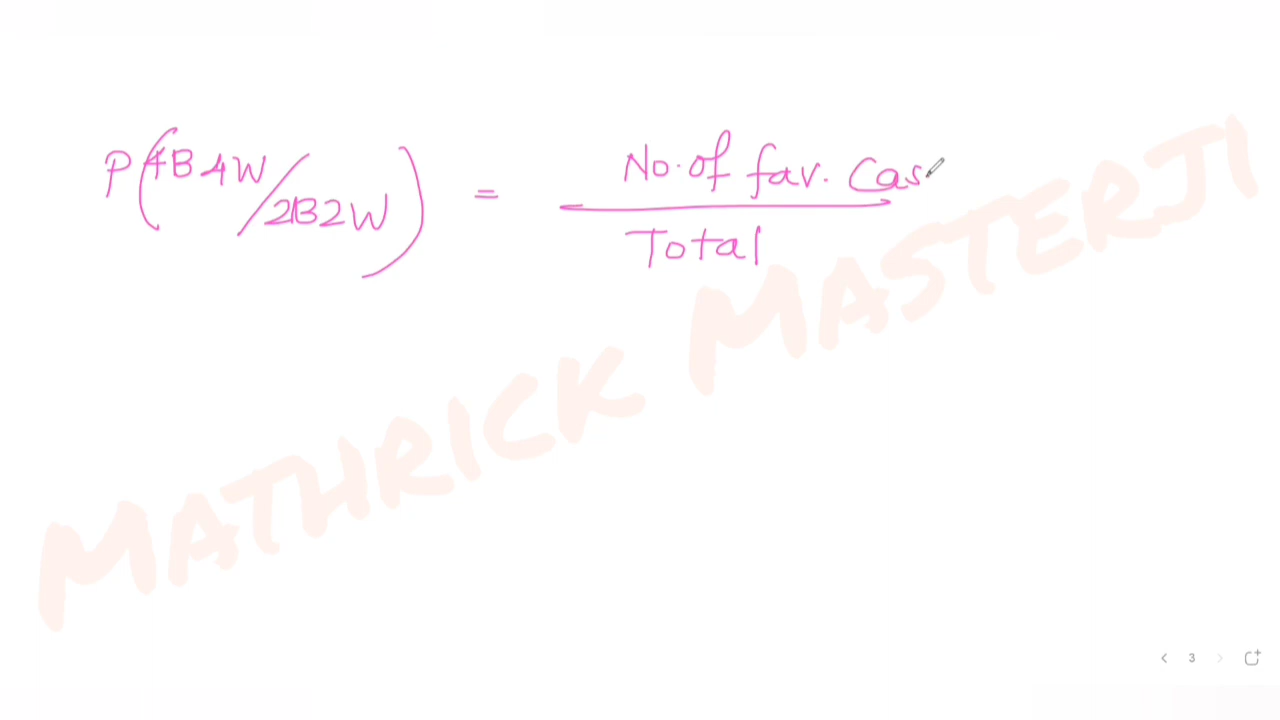 P(4B4W/2B2W) = No. of fav. Cas
Total
MATHRICK MASTERJI
3